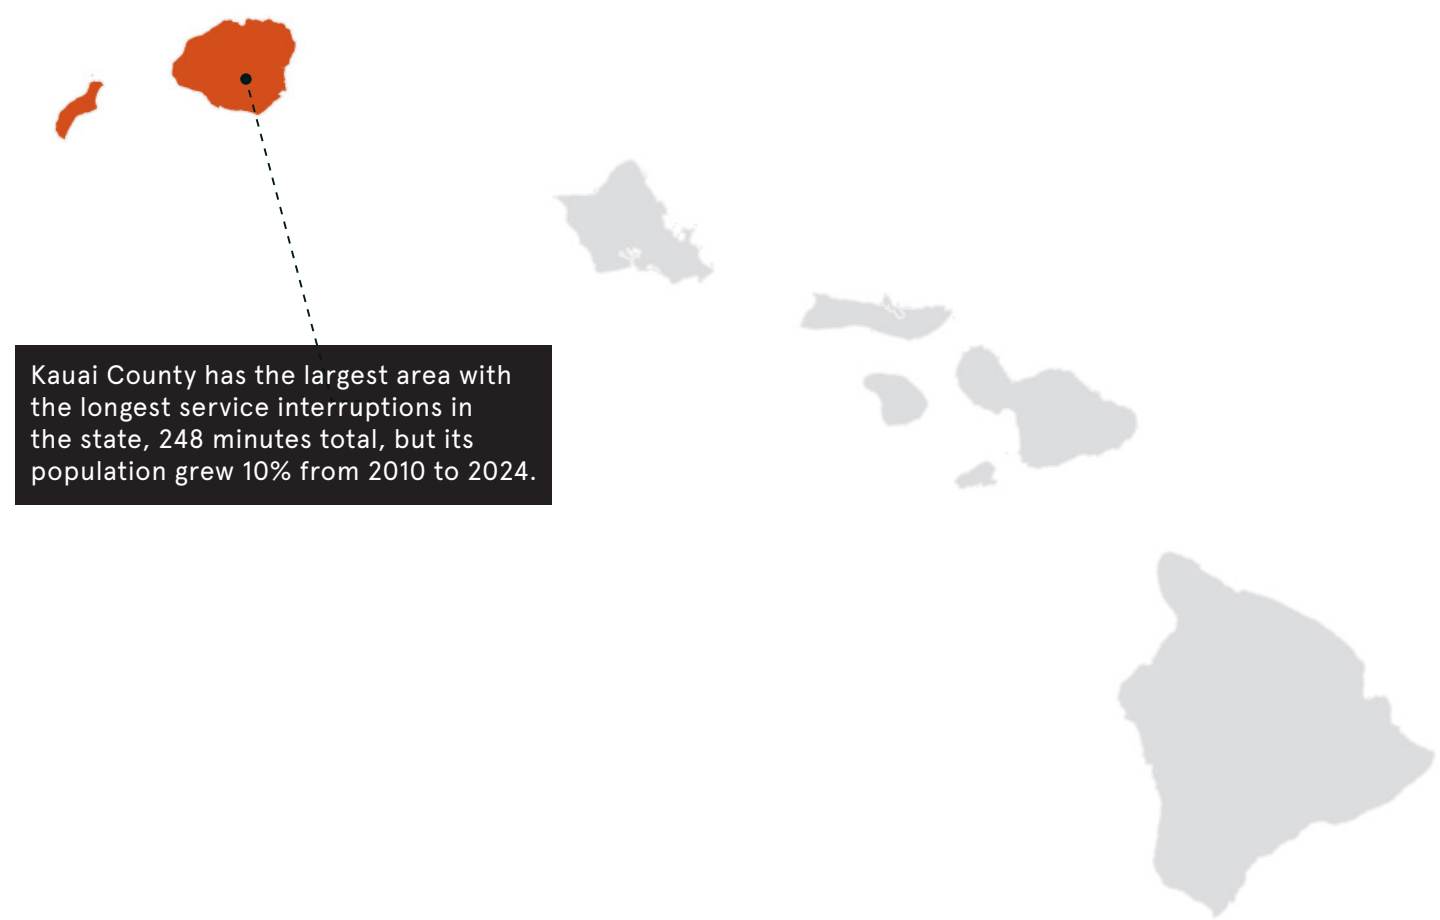 Kauai County has the largest area with
the longest service interruptions in
the state, 248 minutes total, but its
population grew 10% from 2010 to 2024.